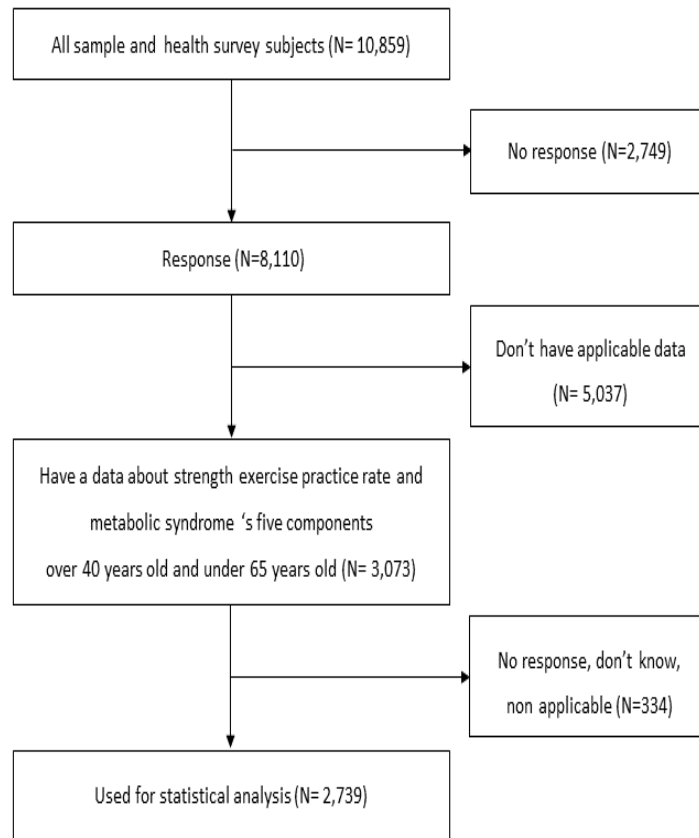 All sample and health survey subjects (N= 10,859)
No response (N=2,749)
Response (N=8,110)
Don't have applicable data
(N= 5,037)
Have a data about strength exercise practice rate and
metabolic syndrome 's five components
over 40 years old and under 65 years old (N= 3,073)
No response, don't know,
non applicable (N=334)
Used for statistical analysis (N= 2,739)